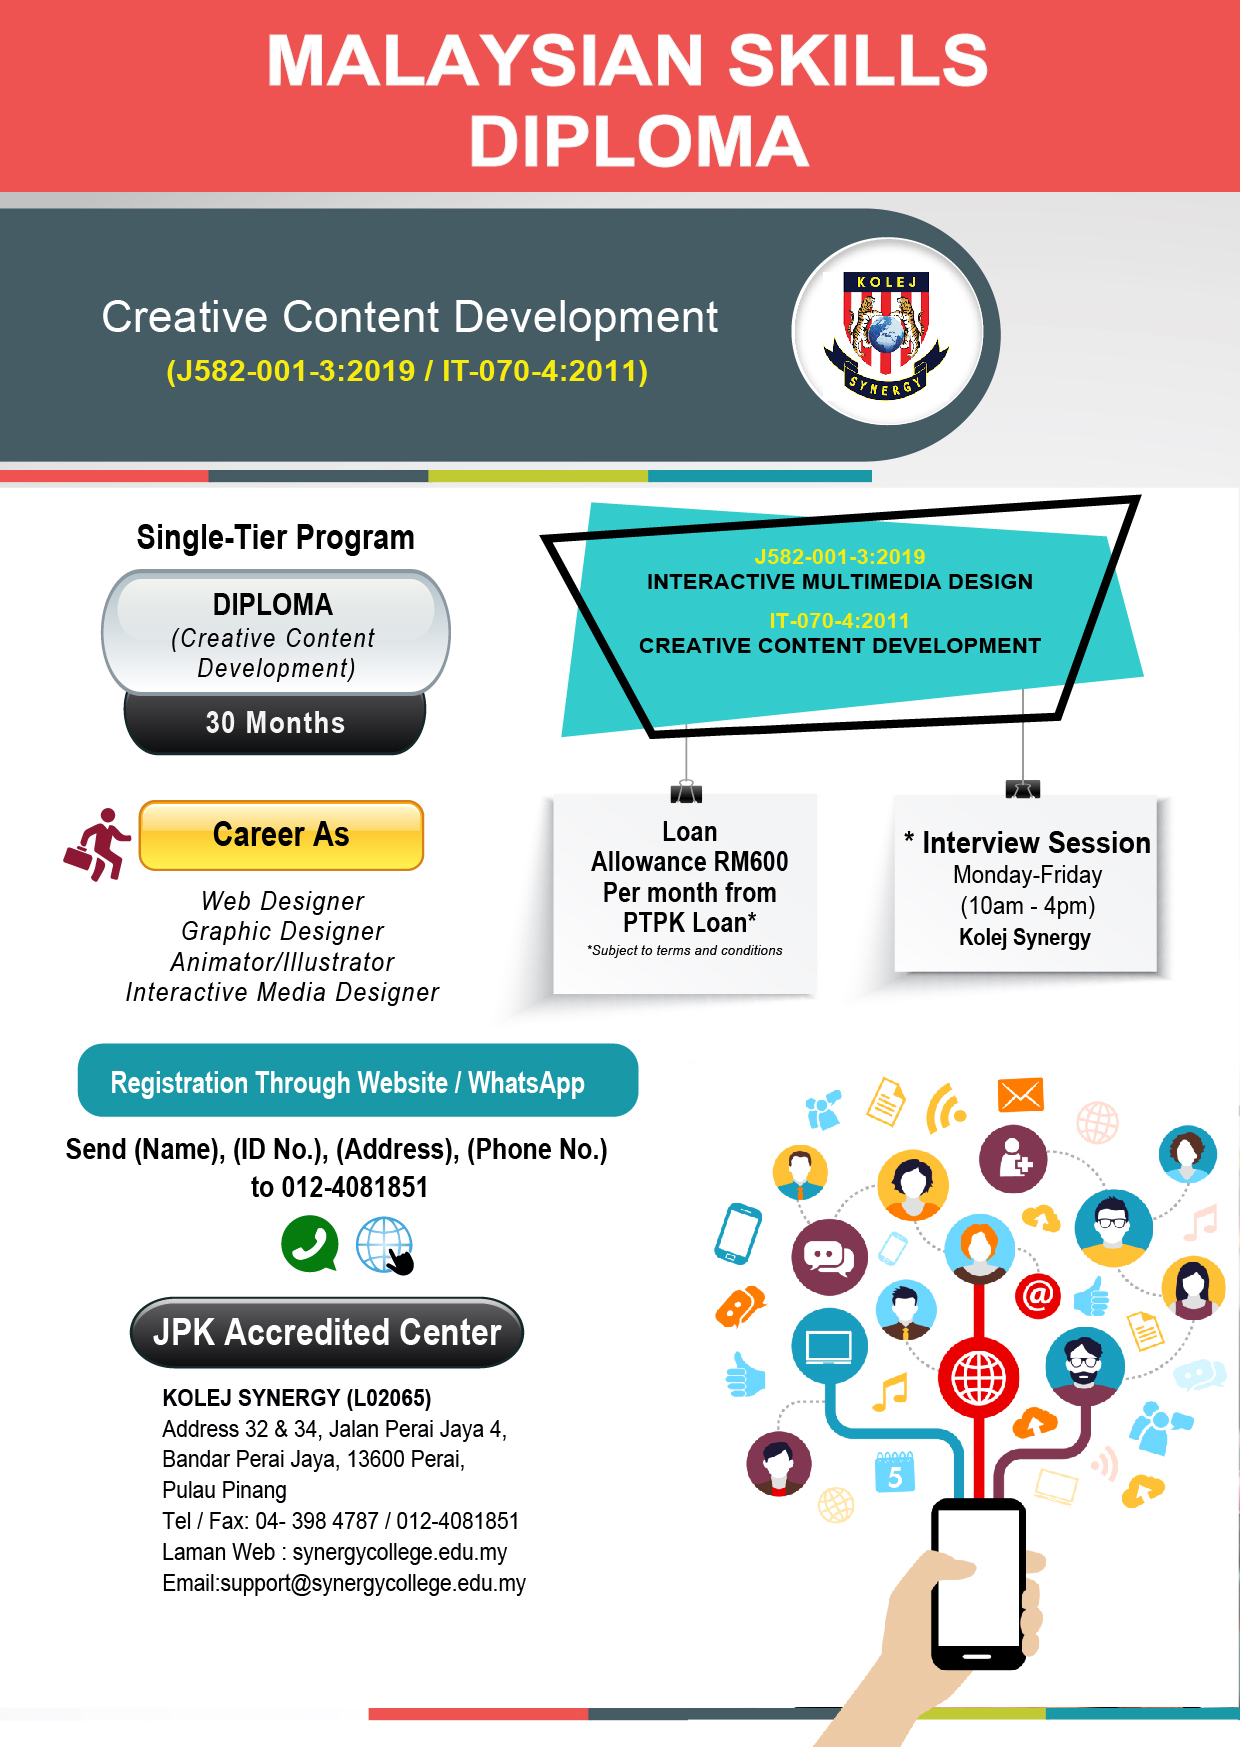 MALAYSIAN SKILLS
DIPLOMA
Creative Content Development
(J582-001-3:2019 / IT-070-4:2011)
KOLEJ
SYNERGY
Single-Tier Program
DIPLOMA
(Creative Content
Development)
30 Months
J582-001-3:2019
INTERACTIVE MULTIMEDIA DESIGN
IT-070-4:2011
CREATIVE CONTENT DEVELOPMENT
Career As
Web Designer
Graphic Designer
Animator/Illustrator
Interactive Media Designer
Loan
Allowance RM600
Per month from
PTPK Loan*
*Subject to terms and conditions
* Interview Session
Monday-Friday
(10am - 4pm)
Kolej Synergy
Registration Through Website / WhatsApp
Send (Name), (ID No.), (Address), (Phone No.)
to 012-4081851
JPK Accredited Center
KOLEJ SYNERGY (L02065)
Address 32 & 34, Jalan Perai Jaya 4,
Bandar Perai Jaya, 13600 Perai,
Pulau Pinang
Tel / Fax: 04- 398 4787 / 012-4081851
Laman Web : synergycollege.edu.my
Email:support@synergycollege.edu.my
@
5